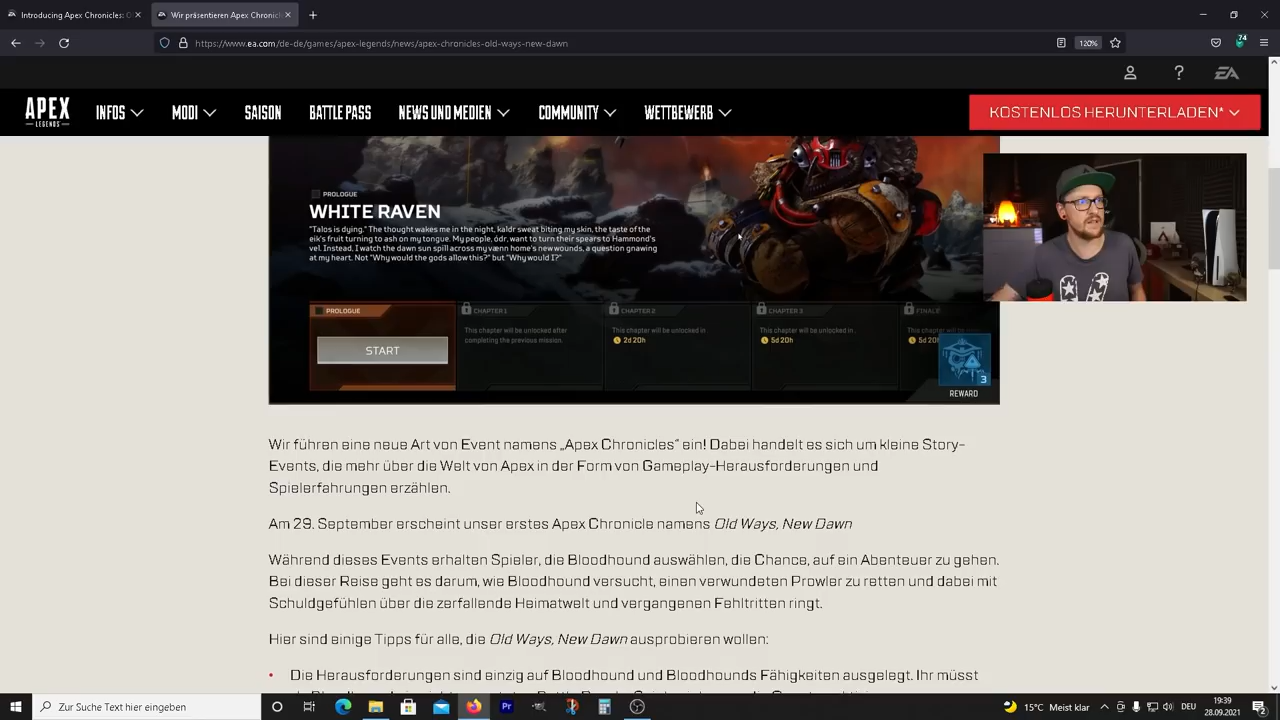 Introducing Apex Chronicles: O
Wir präsentieren Apex Chronic
https://www.ea.com/de-de/games/apex-legends/news/apex-chronicles-old-ways-new-dawn
120%
74
EA
APEX
LEGENDS
INFOS
MODI
SAISON
BATTLE PASS
NEWS UND MEDIEN
COMMUNITY
WETTBEWERB
KOSTENLOS HERUNTERLADEN*
PROLOGUE
WHITE RAVEN
"Talos is dying." The thought wakes me in the night, kaldr sweat biting my skin, the taste of the
eik's fruit turning to ash on my tongue. My people, ódr, want to turn their spears to Hammond's
vel. Instead, I watch the dawn sun spill across my vænn home's new wounds, a question gnawing
at my heart. Not "Why would the gods allow this?" but "Why would I?"
PROLOGUE
START
CHAPTER 1
This chapter will be unlocked after
completing the previous mission.
CHAPTER 2
This chapter will be unlocked in
2d 20h
CHAPTER 3
This chapter will be unlocked in .
5d 20h
FINALE
This chapter will be
5d 20
3
REWARD
Wir führen eine neue Art von Event namens „Apex Chronicles" ein! Dabei handelt es sich um kleine Story-
Events, die mehr über die Welt von Apex in der Form von Gameplay-Herausforderungen und
Spielerfahrungen erzählen.
Am 29. September erscheint unser erstes Apex Chronicle namens Old Ways, New Dawn
Während dieses Events erhalten Spieler, die Bloodhound auswählen, die Chance, auf ein Abenteuer zu gehen.
Bei dieser Reise geht es darum, wie Bloodhound versucht, einen verwundeten Prowler zu retten und dabei mit
Schuldgefühlen über die zerfallende Heimatwelt und vergangenen Fehltritten ringt.
Hier sind einige Tipps für alle, die Old Ways, New Dawn ausprobieren wollen:
• Die Herausforderungen sind einzig auf Bloodhound und Bloodhounds Fähigkeiten ausgelegt. Ihr müsst
Zur Suche Text hier eingeben
Pr
15°C Meist klar
DEU
19:39
28.09.2021
2